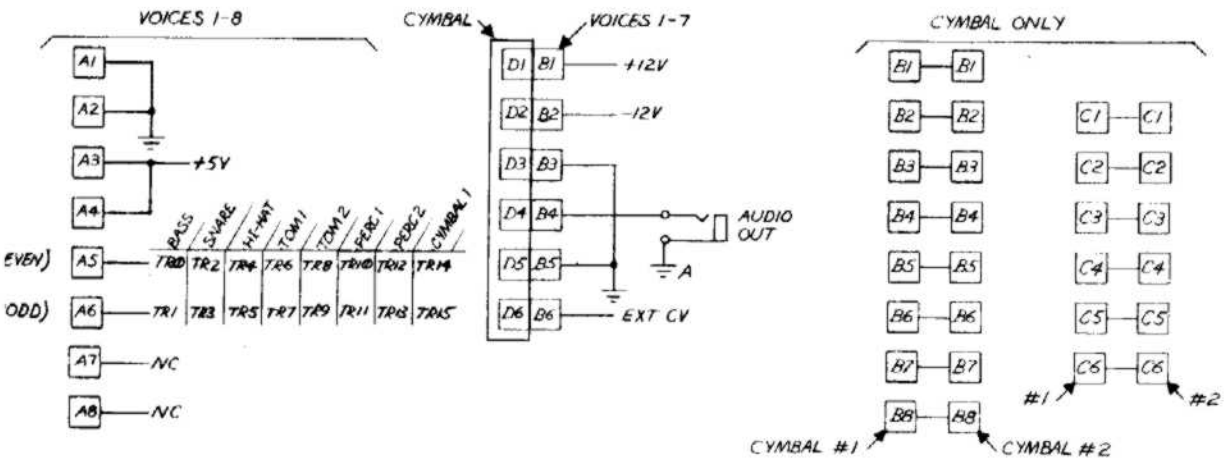 VOICES 1-8
A1
A2
A3 +5V
A4
BASS SNARE HI-HAT TOM 1 TOM 2 PERC 1 PERC 2 CYMBAL 1
EVEN) A5 TR0 TR2 TR4 TR6 TR8 TR10 TR12 TR14
ODD) A6 TR1 TR3 TR5 TR7 TR9 TR11 TR13 TR15
A7 NC
A8 NC
CYMBAL VOICES 1-7
D1 B1 +12V
D2 B2 -12V
D3 B3
D4 B4 AUDIO
OUT
D5 B5 A
D6 B6 EXT CV
CYMBAL ONLY
B1 B1
B2 B2
B3 B3
B4 B4
B5 B5
B6 B6
B7 B7
B8 B8
CYMBAL #1 CYMBAL #2
C1 C1
C2 C2
C3 C3
C4 C4
C5 C5
C6 C6
#1 #2